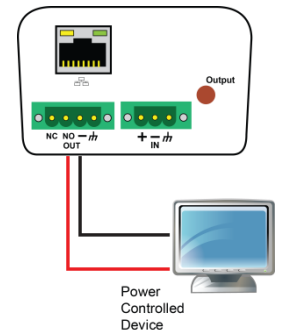 Output
NC NO − +  −
OUT IN
Power
Controlled
Device